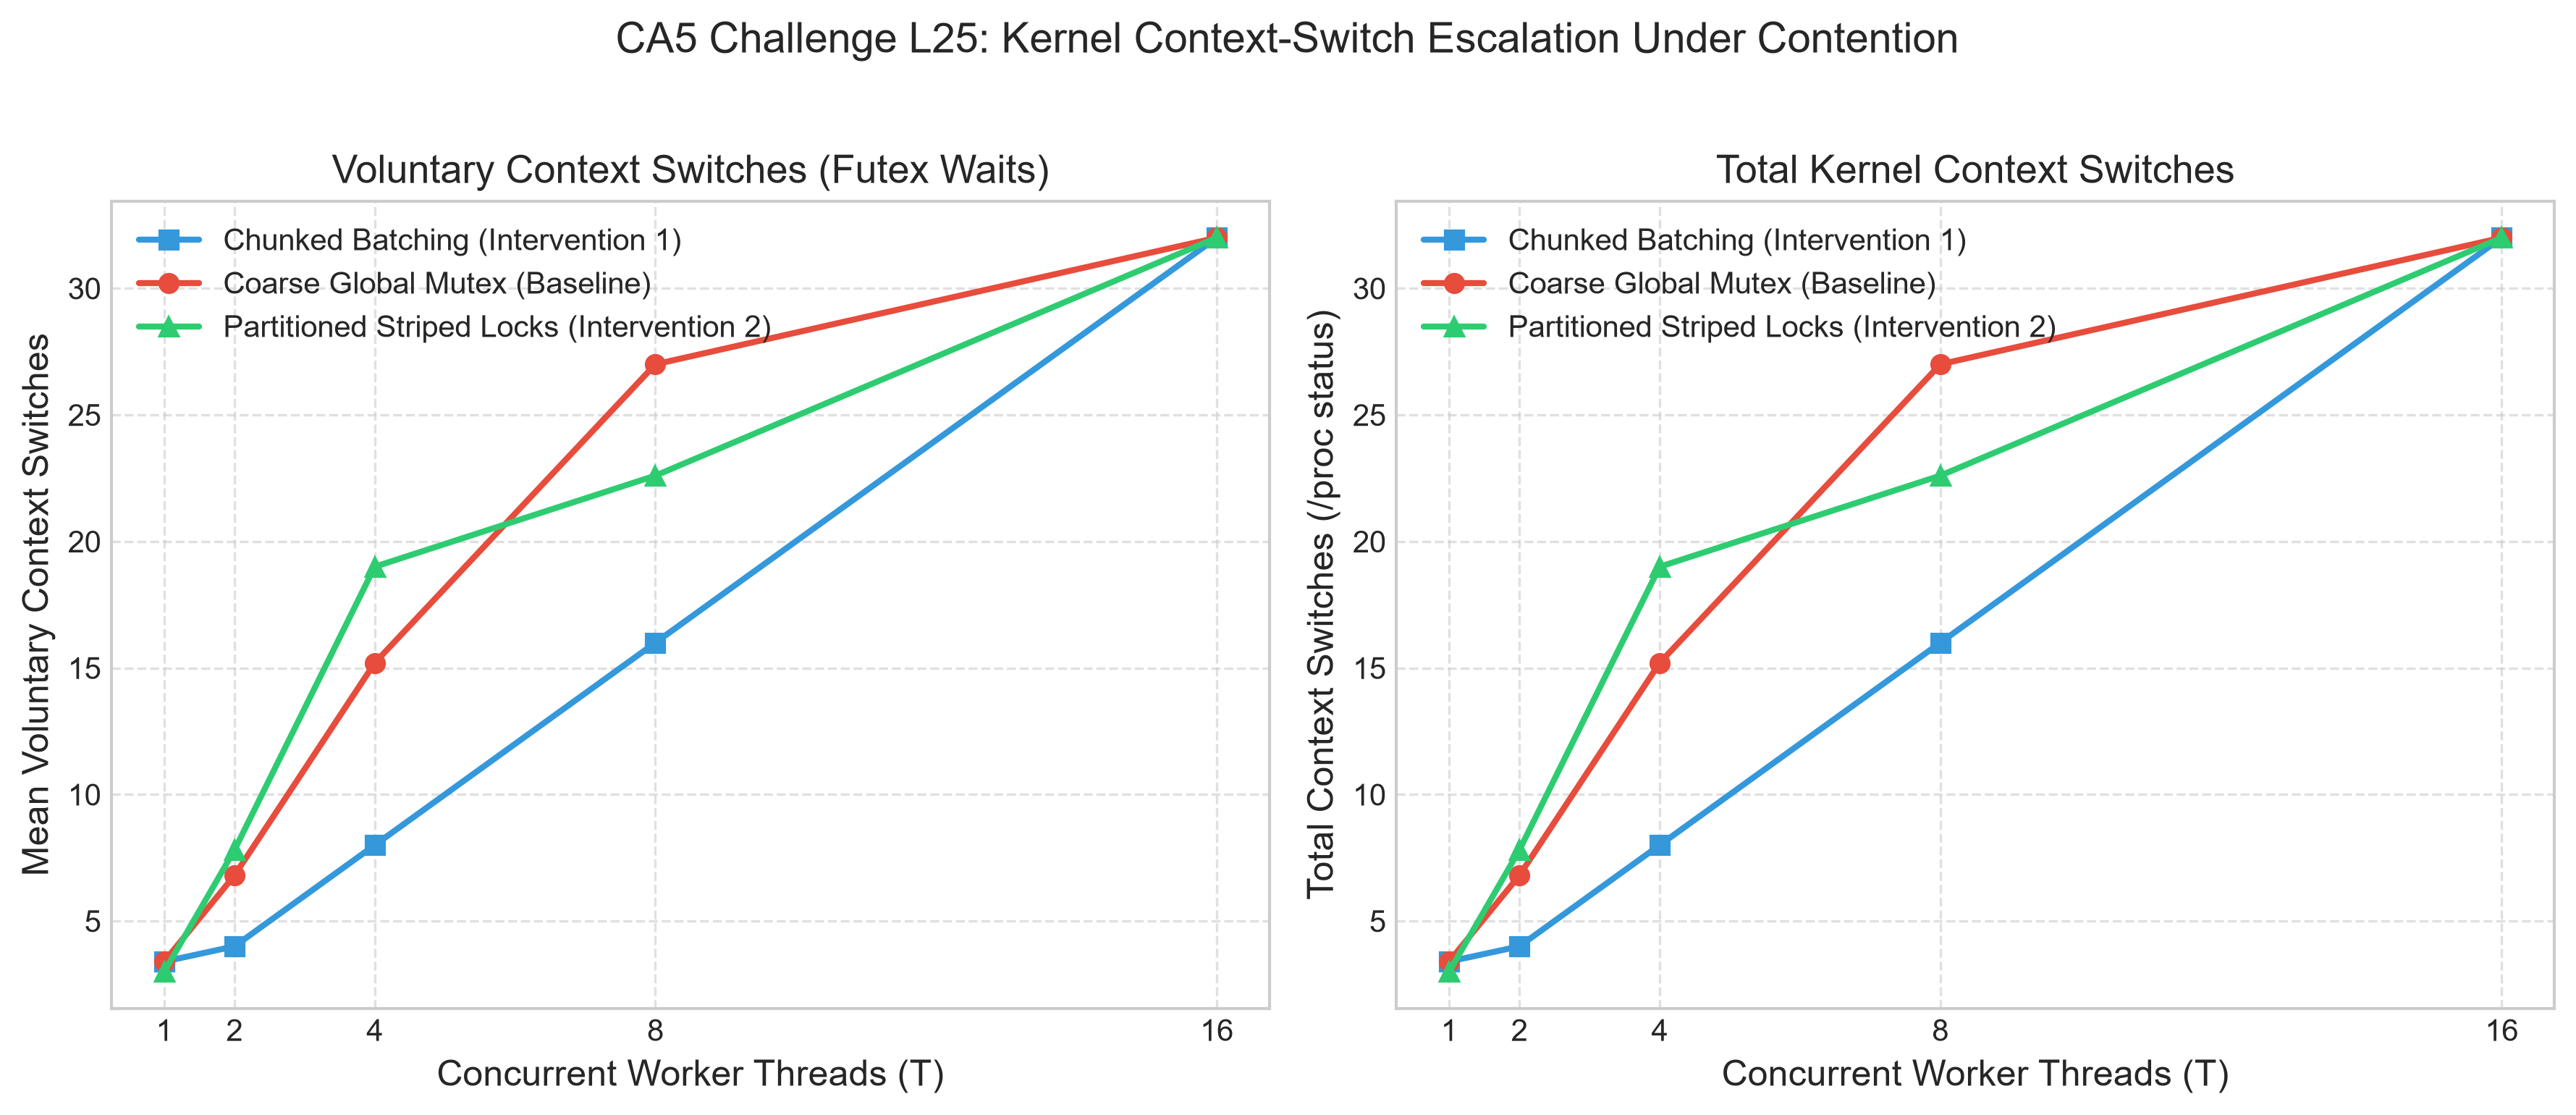 CA5 Challenge L25: Kernel Context-Switch Escalation Under Contention
Voluntary Context Switches (Futex Waits)
Chunked Batching (Intervention 1)
Coarse Global Mutex (Baseline)
Partitioned Striped Locks (Intervention 2)
Mean Voluntary Context Switches
30
25
20
15
10
5
1 2 4 8 16
Concurrent Worker Threads (T)
Total Kernel Context Switches
Chunked Batching (Intervention 1)
Coarse Global Mutex (Baseline)
Partitioned Striped Locks (Intervention 2)
Total Context Switches (/proc status)
30
25
20
15
10
5
1 2 4 8 16
Concurrent Worker Threads (T)